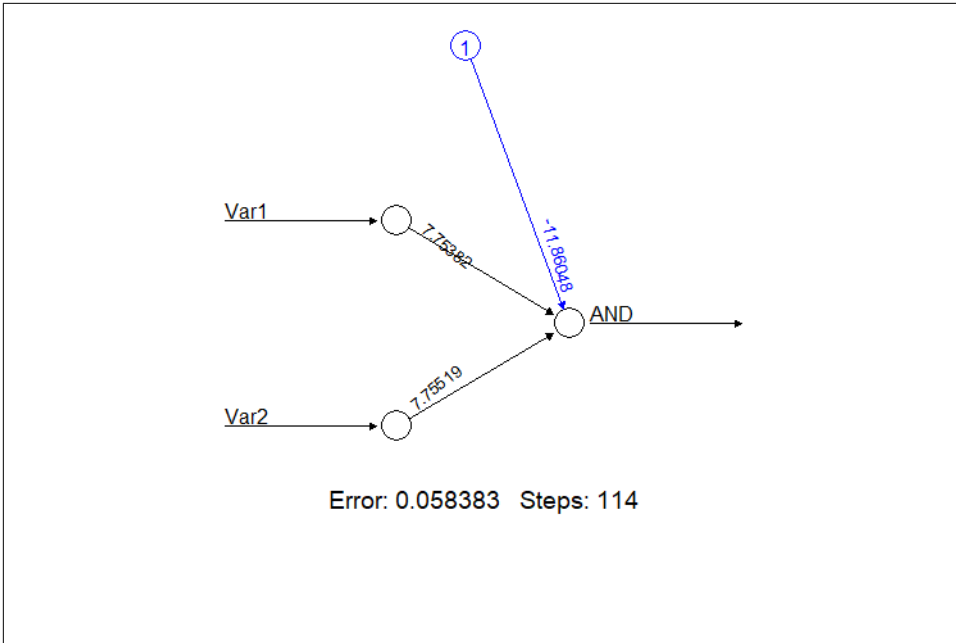 1
Var1
7.75382
-11.86048
AND
7.75519
Var2
Error: 0.058383 Steps: 114